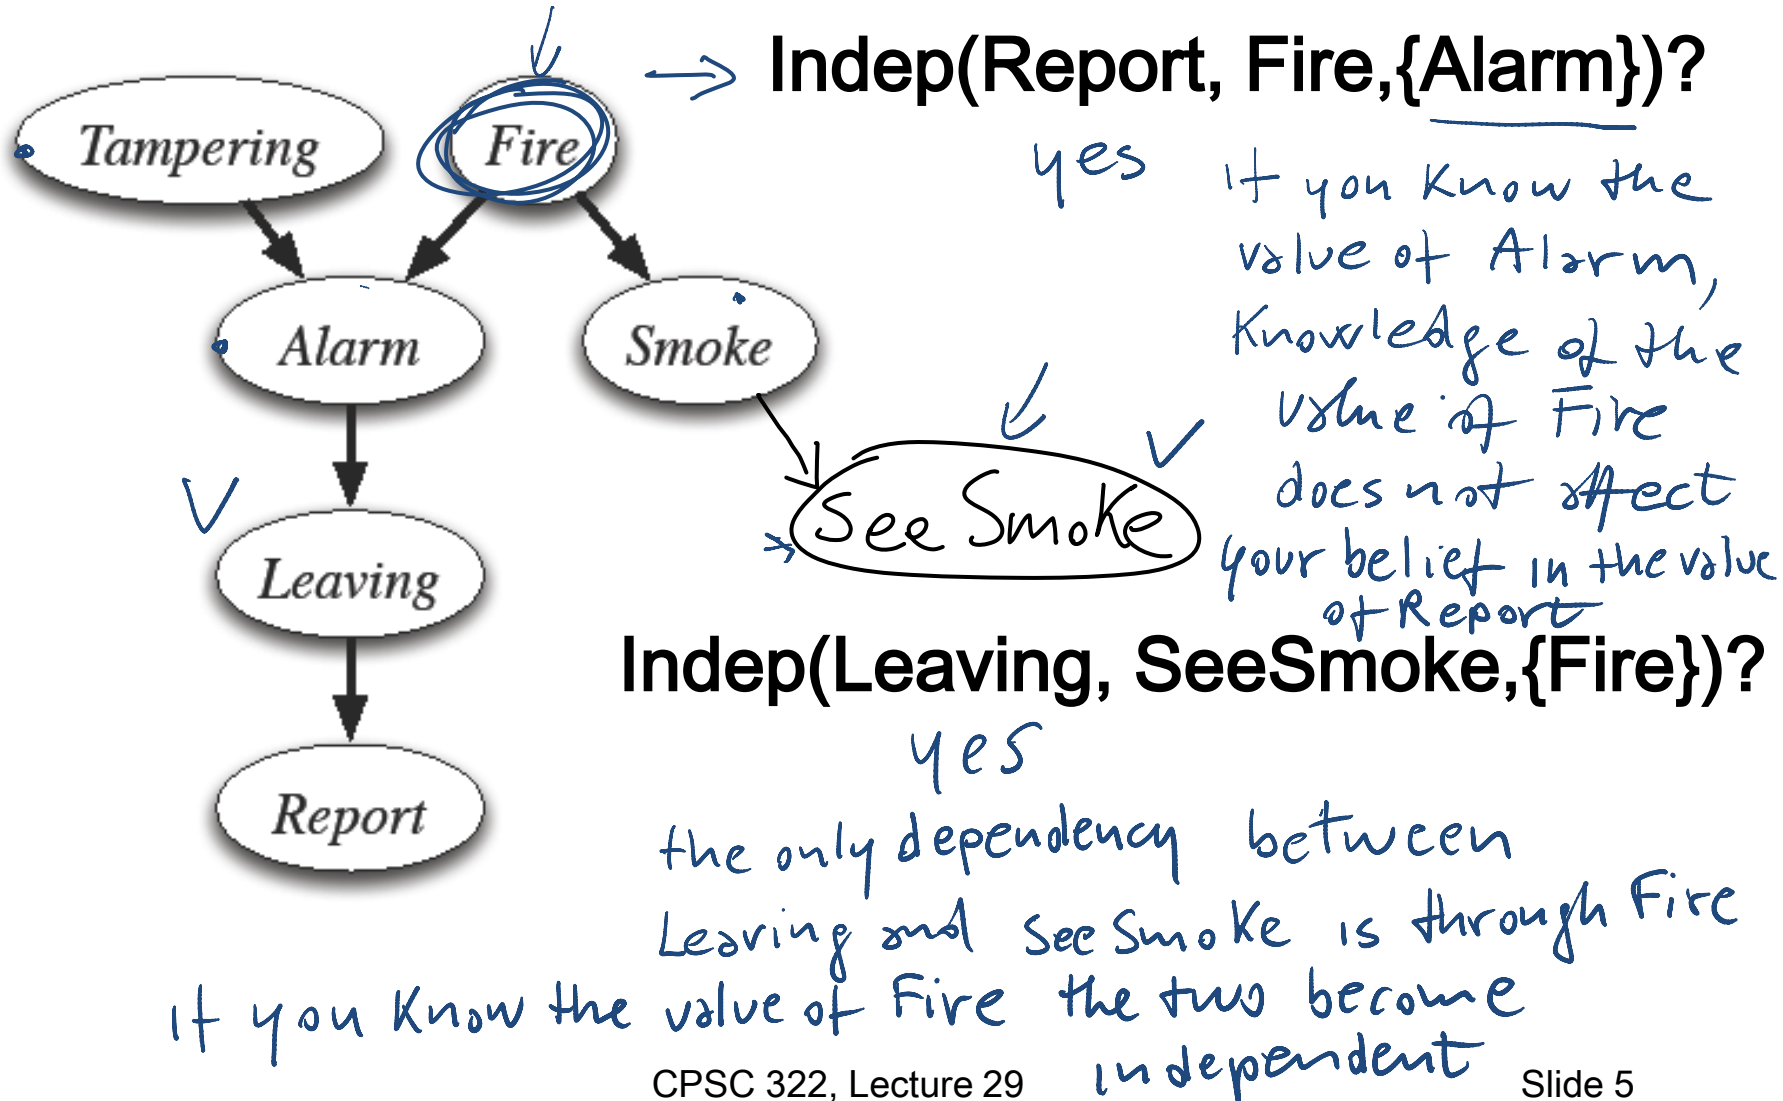 Indep(Report, Fire,{Alarm})?
Tampering
Fire
yes
If you know the
value of Alarm,
Knowledge of the
value of Fire
does not affect
your belief in the value
of Report
Alarm
Smoke
See Smoke
Leaving
Indep(Leaving, SeeSmoke,{Fire})?
yes
Report
the only dependency between
Leaving and See Smoke is through Fire
If you know the value of Fire the two become
independent
CPSC 322, Lecture 29
Slide 5